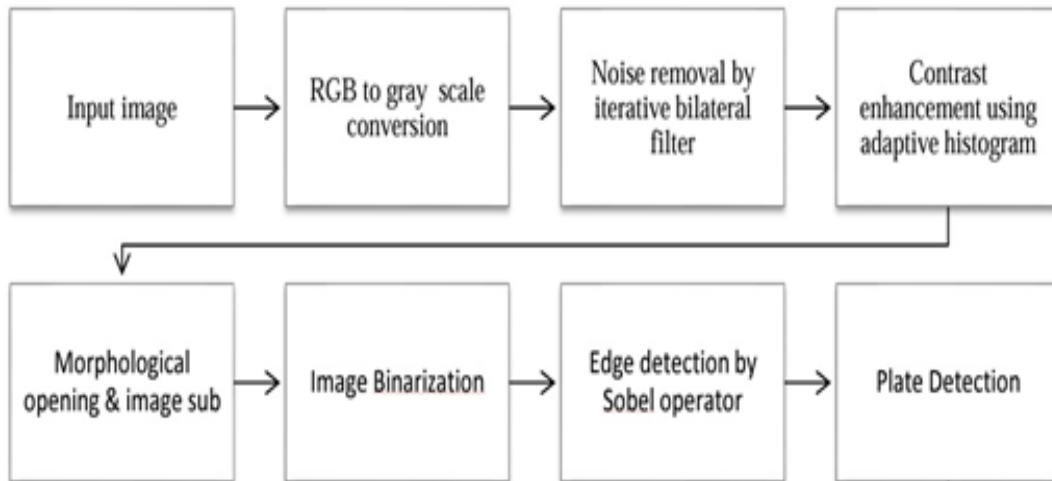 Input image
RGB to gray scale
conversion
Noise removal by
iterative bilateral
filter
Contrast
enhancement using
adaptive histogram
Morphological
opening & image sub
Image Binarization
Edge detection by
Sobel operator
Plate Detection